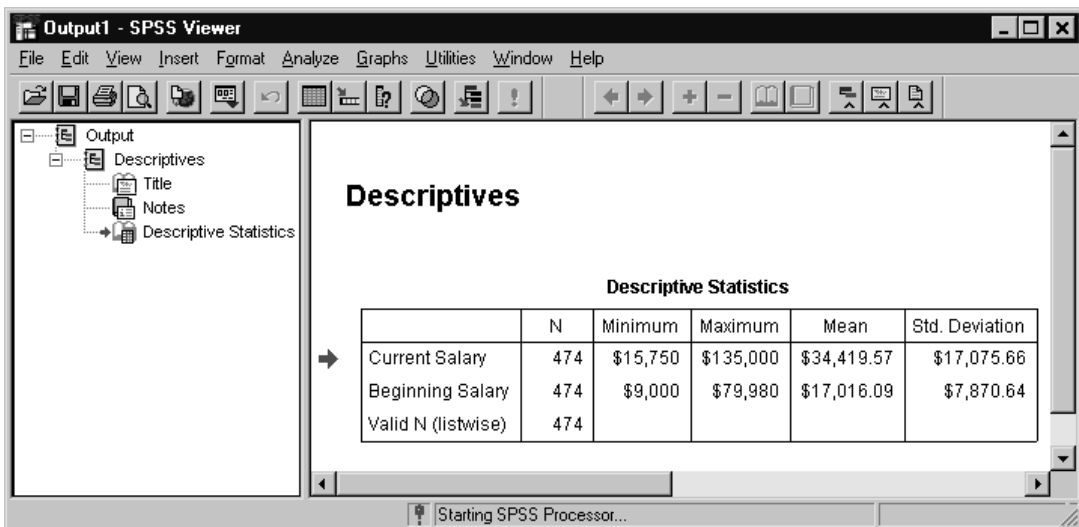 Output1 - SPSS Viewer
File Edit View Insert Format Analyze Graphs Utilities Window Help
Output
Descriptives
Title
Notes
Descriptive Statistics
Descriptives
Descriptive Statistics
N Minimum Maximum Mean Std. Deviation
Current Salary 474 $15,750 $135,000 $34,419.57 $17,075.66
Beginning Salary 474 $9,000 $79,980 $17,016.09 $7,870.64
Valid N (listwise) 474
Starting SPSS Processor...